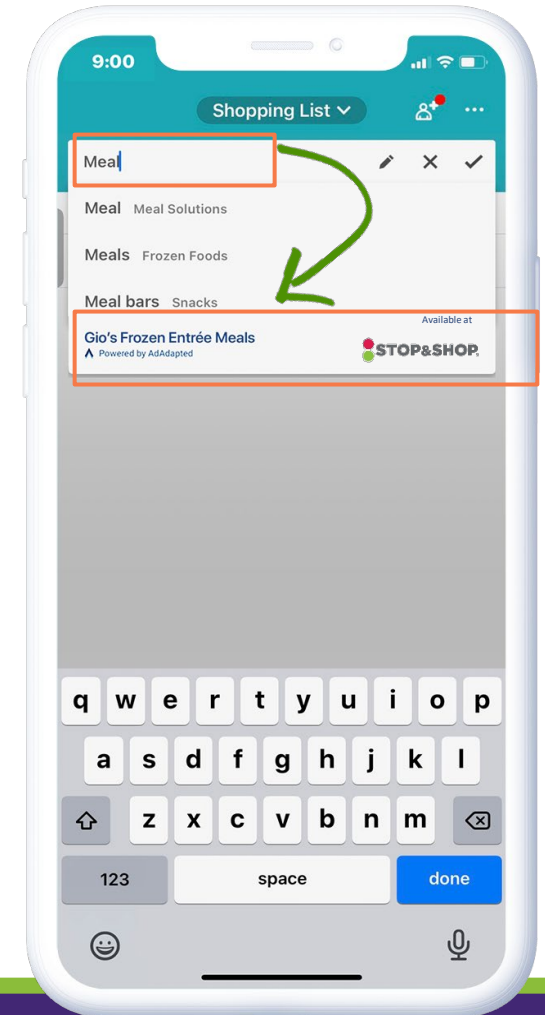 9:00
Shopping List
Meal
Meal Meal Solutions
Meals Frozen Foods
Meal bars Snacks
Available at
Gio's Frozen Entrée Meals
Powered by AdAdapted
STOP&SHOP.
q w e r t y u i o p
a s d f g h j k l
z x c v b n m
123 space done